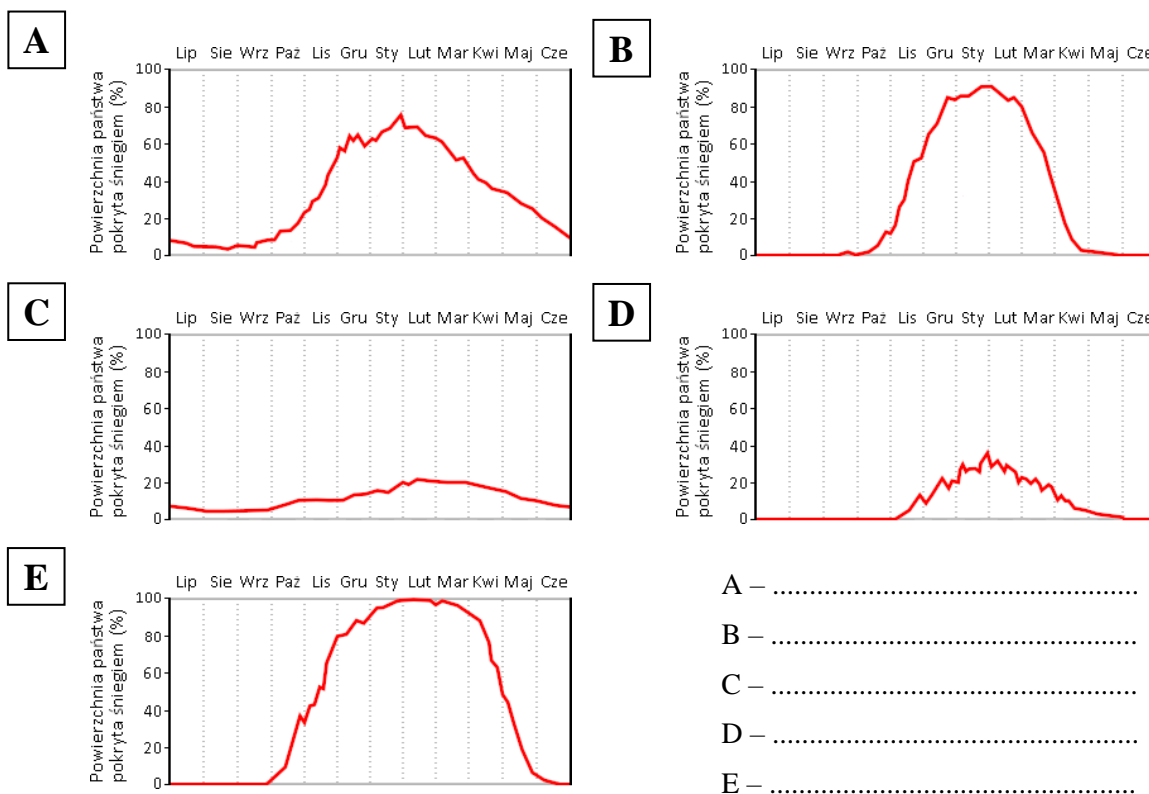 A
Lip Sie Wrz Paź Lis Gru Sty Lut Mar Kwi Maj Cze
Powierzchnia państwa
pokryta śniegiem (%)
100
80
60
40
20
0
B
Lip Sie Wrz Paź Lis Gru Sty Lut Mar Kwi Maj Cze
Powierzchnia państwa
pokryta śniegiem (%)
100
80
60
40
20
0
C
Lip Sie Wrz Paź Lis Gru Sty Lut Mar Kwi Maj Cze
Powierzchnia państwa
pokryta śniegiem (%)
100
80
60
40
20
0
D
Lip Sie Wrz Paź Lis Gru Sty Lut Mar Kwi Maj Cze
Powierzchnia państwa
pokryta śniegiem (%)
100
80
60
40
20
0
E
Lip Sie Wrz Paź Lis Gru Sty Lut Mar Kwi Maj Cze
Powierzchnia państwa
pokryta śniegiem (%)
100
80
60
40
20
0
A – ..................................................
B – ..................................................
C – ..................................................
D – ..................................................
E – ..................................................